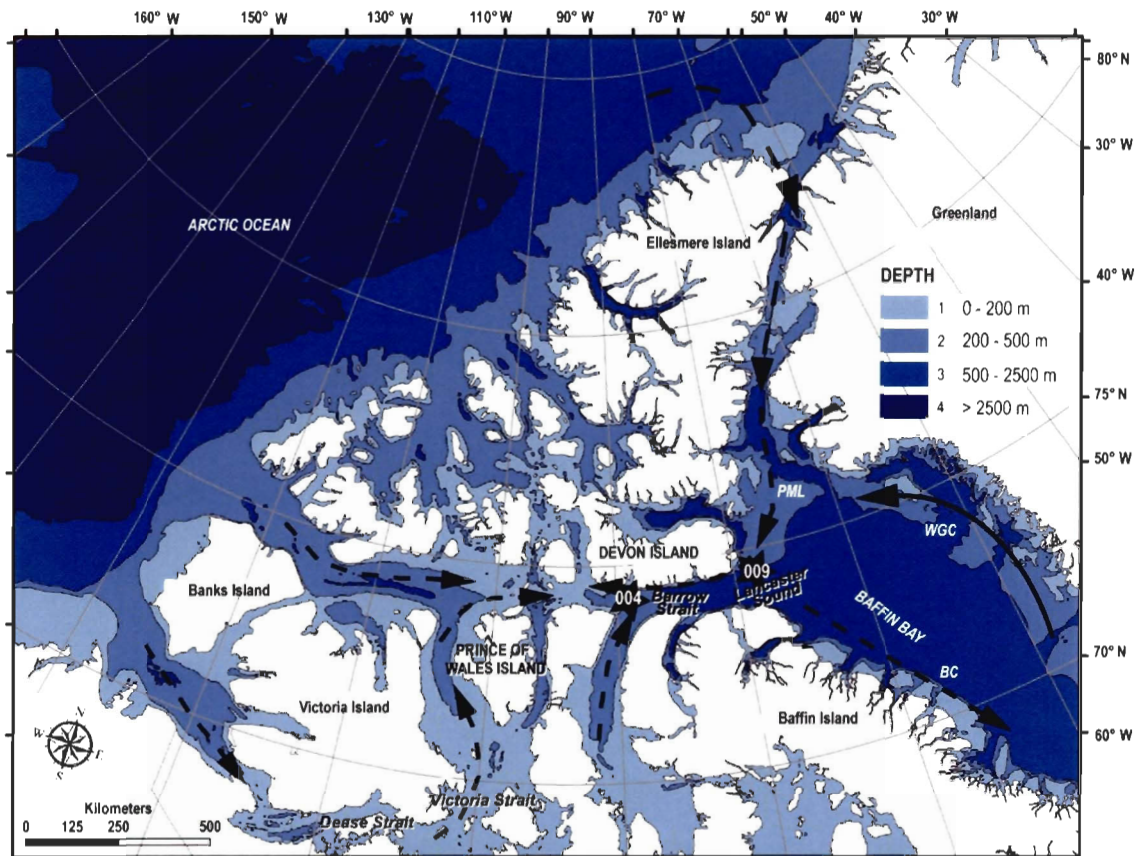 160° W 150° W 130° W 110° W 90° W 70° W 50° W 40° W 30° W
80° N
30° W
ARCTIC OCEAN
Greenland
Ellesmere Island
40° W
DEPTH
1 0 - 200 m
2 200 - 500 m
3 500 - 2500 m
4 > 2500 m
75° N
50° W
PML
WGC
DEVON ISLAND
009
Banks Island
004
Barrow
Strait
Lancaster
Sound
BAFFIN BAY
PRINCE OF
WALES ISLAND
70° N
BC
Victoria Island
Baffin Island
N
W
E
S
60° W
Kilometers
Victoria Strait
Dease Strait
0 125 250 500